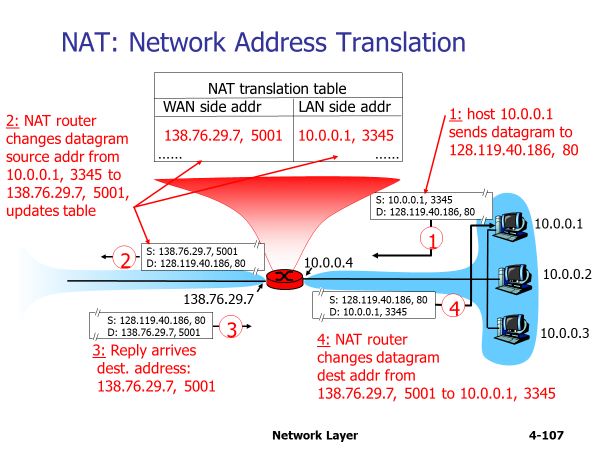 NAT: Network Address Translation
NAT translation table
WAN side addr LAN side addr
138.76.29.7, 5001 10.0.0.1, 3345
...... ......
2: NAT router
changes datagram
source addr from
10.0.0.1, 3345 to
138.76.29.7, 5001,
updates table
1: host 10.0.0.1
sends datagram to
128.119.40.186, 80
S: 10.0.0.1, 3345
D: 128.119.40.186, 80
1
10.0.0.1
S: 138.76.29.7, 5001
D: 128.119.40.186, 80
2
10.0.0.4
10.0.0.2
138.76.29.7
S: 128.119.40.186, 80
D: 10.0.0.1, 3345
4
S: 128.119.40.186, 80
D: 138.76.29.7, 5001
3
10.0.0.3
3: Reply arrives
dest. address:
138.76.29.7, 5001
4: NAT router
changes datagram
dest addr from
138.76.29.7, 5001 to 10.0.0.1, 3345
Network Layer
4-107